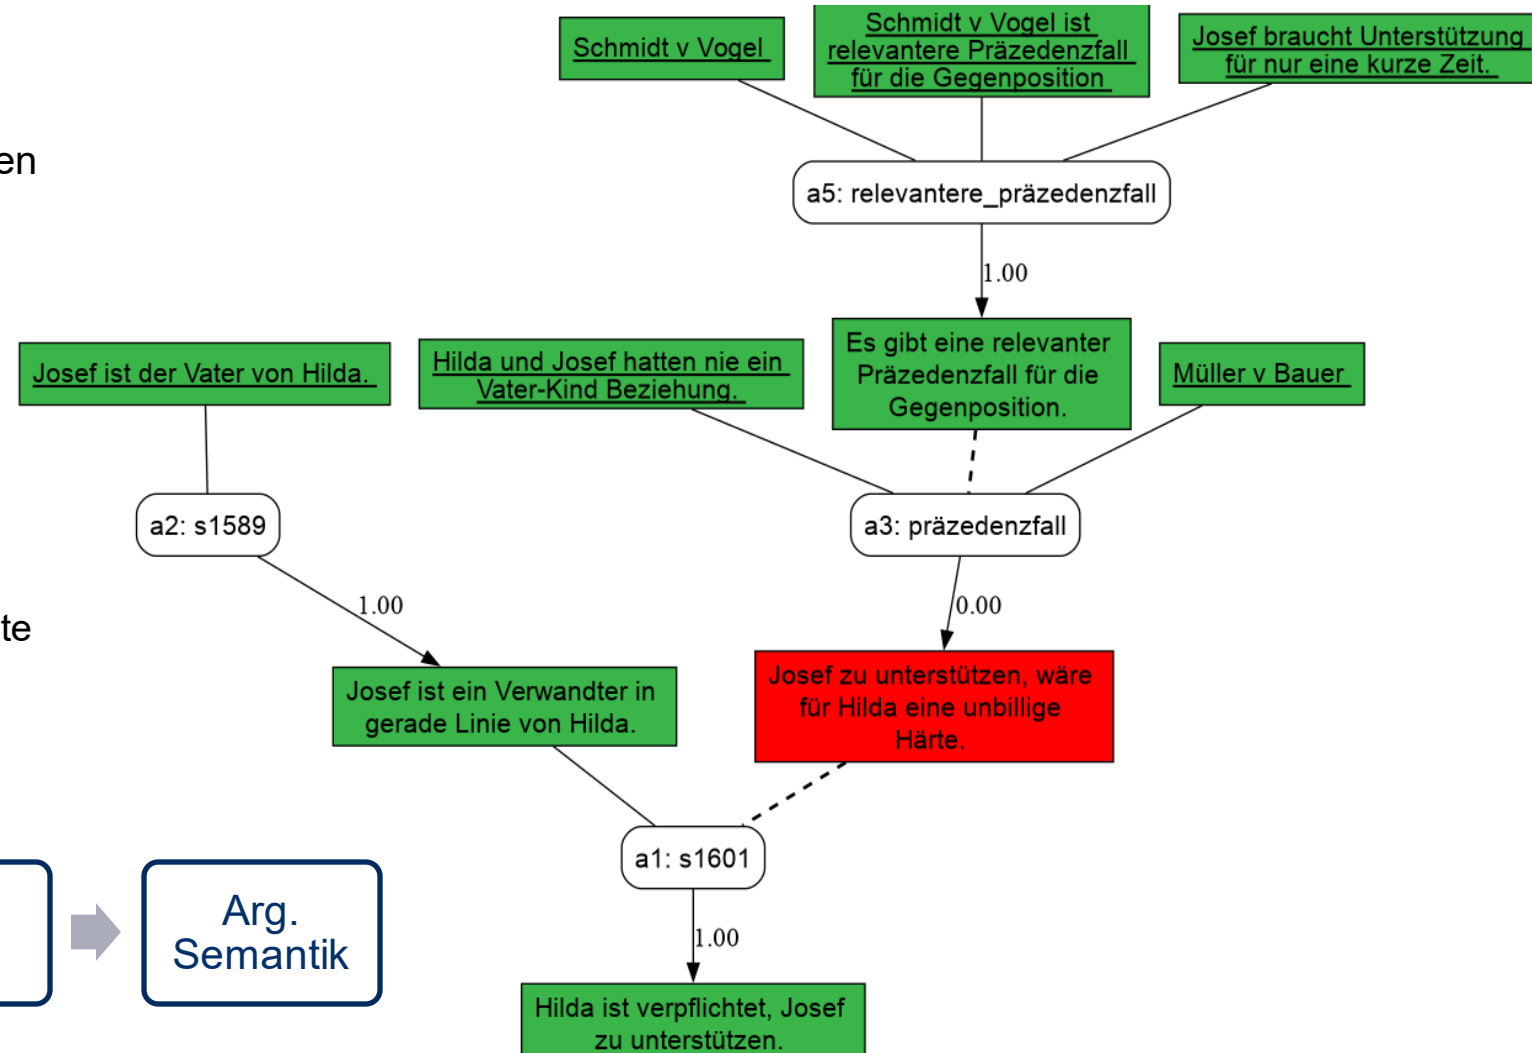 Schmidt v Vogel
Schmidt v Vogel ist
relevantere Präzedenzfall
für die Gegenposition
Josef braucht Unterstützung
für nur eine kurze Zeit.
en
a5: relevantere_präzedenzfall
1.00
Josef ist der Vater von Hilda.
Hilda und Josef hatten nie ein
Vater-Kind Beziehung.
Es gibt eine relevanter
Präzedenzfall für die
Gegenposition.
Müller v Bauer
a2: s1589
a3: präzedenzfall
1.00
0.00
te
Josef ist ein Verwandter in
gerade Linie von Hilda.
Josef zu unterstützen, wäre
für Hilda eine unbillige
Härte.
a1: s1601
Arg.
Semantik
1.00
Hilda ist verpflichtet, Josef
zu unterstützen.